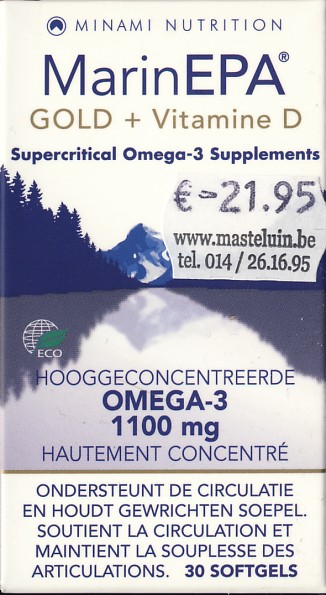 MINAMI NUTRITION
MarinEPA®
GOLD + Vitamine D
Supercritical Omega-3 Supplements
€-21.95
www.masteluin.be
tel. 014 / 26.16.95
ECO
HOOGGECONCENTREERDE
OMEGA-3
1100 mg
HAUTEMENT CONCENTRÉ
ONDERSTEUNT DE CIRCULATIE
EN HOUDT GEWRICHTEN SOEPEL.
SOUTIENT LA CIRCULATION ET
MAINTIENT LA SOUPLESSE DES
ARTICULATIONS. 30 SOFTGELS